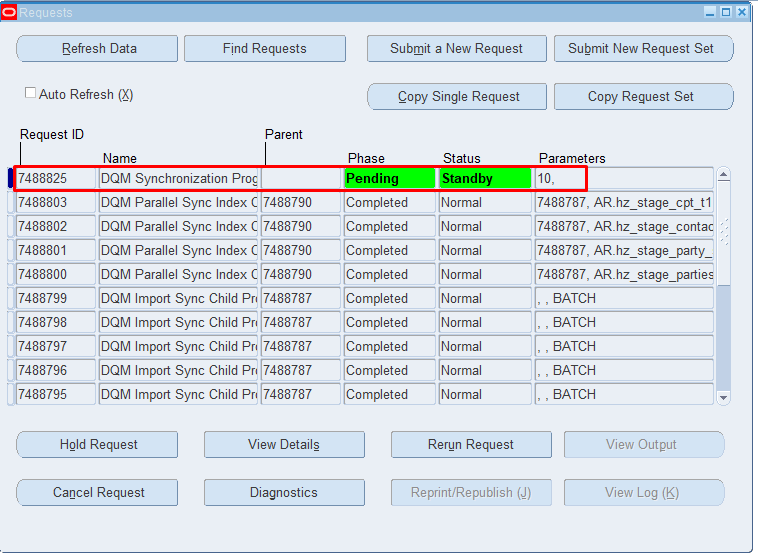 Requests
Refresh Data Find Requests Submit a New Request Submit New Request Set
Auto Refresh (X) Copy Single Request Copy Request Set
Request ID Parent
Name Phase Status Parameters
7488825 DQM Synchronization Prog Pending Standby 10,
7488803 DQM Parallel Sync Index C 7488790 Completed Normal 7488787, AR.hz_stage_cpt_t1
7488802 DQM Parallel Sync Index C 7488790 Completed Normal 7488787, AR.hz_stage_contac
7488801 DQM Parallel Sync Index C 7488790 Completed Normal 7488787, AR.hz_stage_party_
7488800 DQM Parallel Sync Index C 7488790 Completed Normal 7488787, AR.hz_stage_parties
7488799 DQM Import Sync Child Pro 7488787 Completed Normal , , BATCH
7488798 DQM Import Sync Child Pro 7488787 Completed Normal , , BATCH
7488797 DQM Import Sync Child Pro 7488787 Completed Normal , , BATCH
7488796 DQM Import Sync Child Pro 7488787 Completed Normal , , BATCH
7488795 DQM Import Sync Child Pro 7488787 Completed Normal , , BATCH
Hold Request View Details Rerun Request View Output
Cancel Request Diagnostics Reprint/Republish (J) View Log (K)